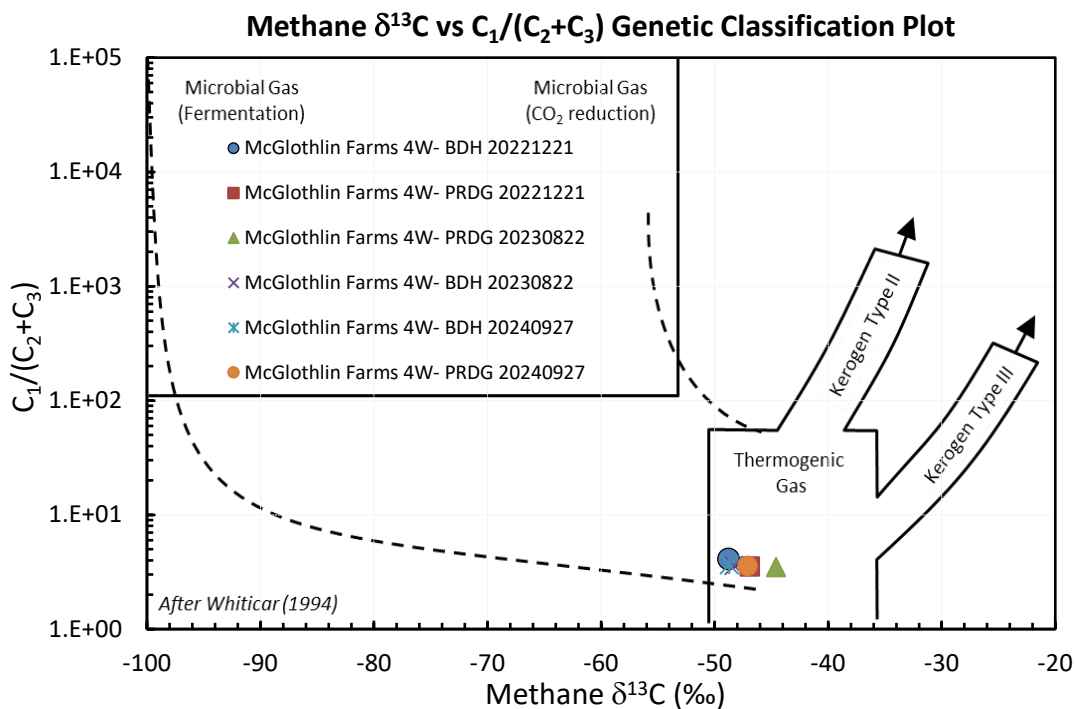 Methane δ¹³C vs C₁/(C₂+C₃) Genetic Classification Plot
C₁/(C₂+C₃)
1.E+05
1.E+04
1.E+03
1.E+02
1.E+01
1.E+00
Microbial Gas
(Fermentation)
Microbial Gas
(CO₂ reduction)
McGlothlin Farms 4W- BDH 20221221
McGlothlin Farms 4W- PRDG 20221221
McGlothlin Farms 4W- PRDG 20230822
McGlothlin Farms 4W- BDH 20230822
McGlothlin Farms 4W- BDH 20240927
McGlothlin Farms 4W- PRDG 20240927
Kerogen Type II
Kerogen Type III
Thermogenic
Gas
After Whiticar (1994)
-100 -90 -80 -70 -60 -50 -40 -30 -20
Methane δ¹³C (‰)